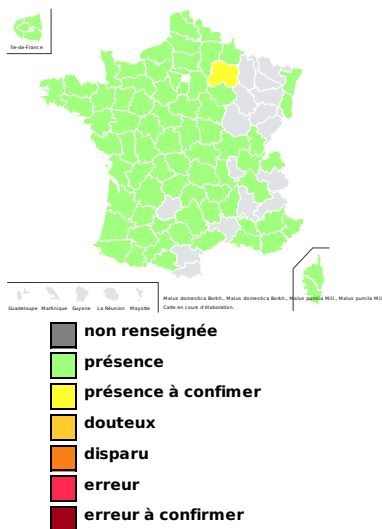 Île-de-France
Guadeloupe Martinique Guyane La Réunion Mayotte
Malus domestica Borkh., Malus domestica Borkh., Malus pumila Mill., Malus pumila Mill
Carte en cours d'élaboration.
non renseignée
présence
présence à confimer
douteux
disparu
erreur
erreur à confirmer